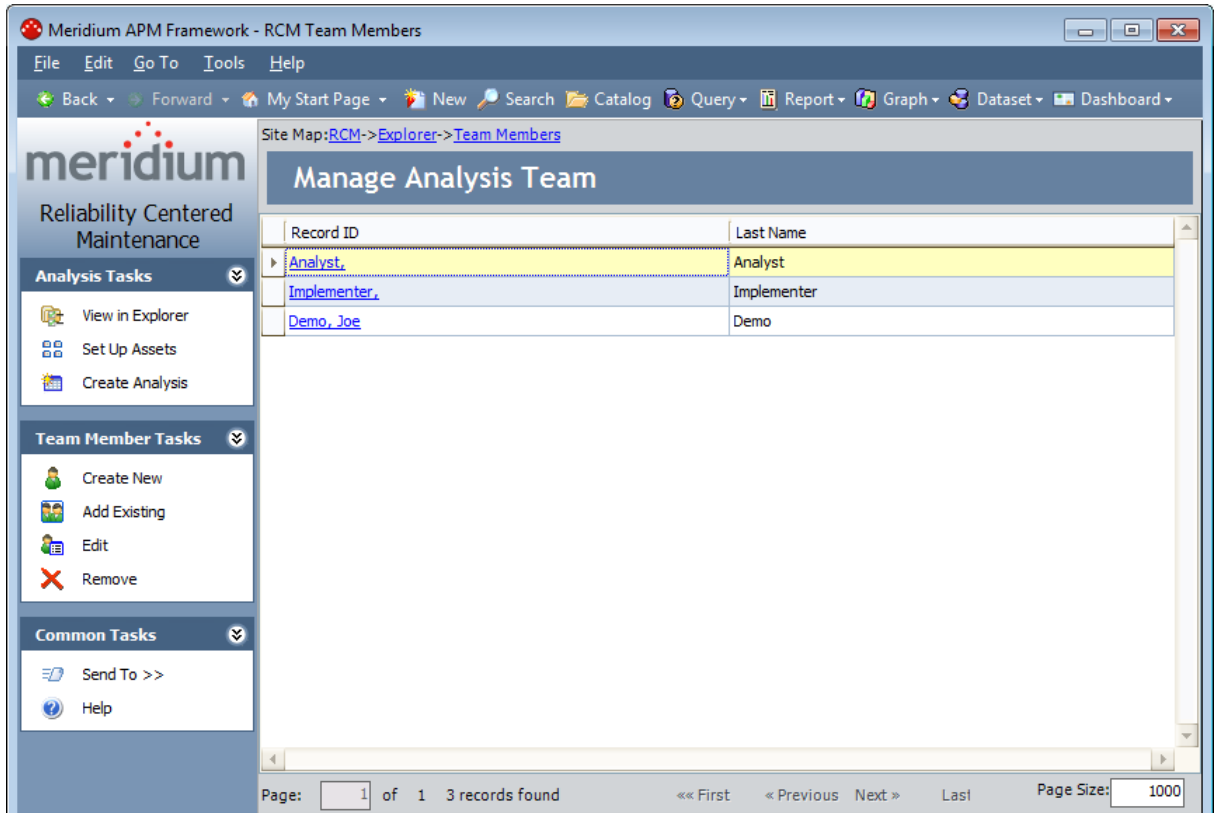 Meridium APM Framework - RCM Team Members
File Edit Go To Tools Help
Back Forward My Start Page New Search Catalog Query Report Graph Dataset Dashboard
meridium
Reliability Centered
Maintenance
Analysis Tasks
View in Explorer
Set Up Assets
Create Analysis
Team Member Tasks
Create New
Add Existing
Edit
Remove
Common Tasks
Send To >>
Help
Site Map:RCM->Explorer->Team Members
Manage Analysis Team
Record ID Last Name
Analyst, Analyst
Implementer, Implementer
Demo, Joe Demo
Page: 1 of 1 3 records found «« First « Previous Next » Last Page Size: 1000